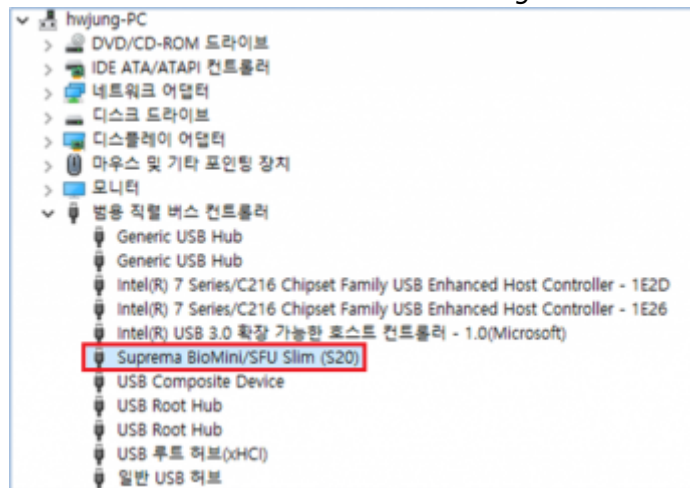 hwjung-PC
DVD/CD-ROM 드라이브
IDE ATA/ATAPI 컨트롤러
네트워크 어댑터
디스크 드라이브
디스플레이 어댑터
마우스 및 기타 포인팅 장치
모니터
범용 직렬 버스 컨트롤러
Generic USB Hub
Generic USB Hub
Intel(R) 7 Series/C216 Chipset Family USB Enhanced Host Controller - 1E2D
Intel(R) 7 Series/C216 Chipset Family USB Enhanced Host Controller - 1E26
Intel(R) USB 3.0 확장 가능한 호스트 컨트롤러 - 1.0(Microsoft)
Suprema BioMini/SFU Slim (S20)
USB Composite Device
USB Root Hub
USB Root Hub
USB 루트 허브(xHCI)
일반 USB 허브